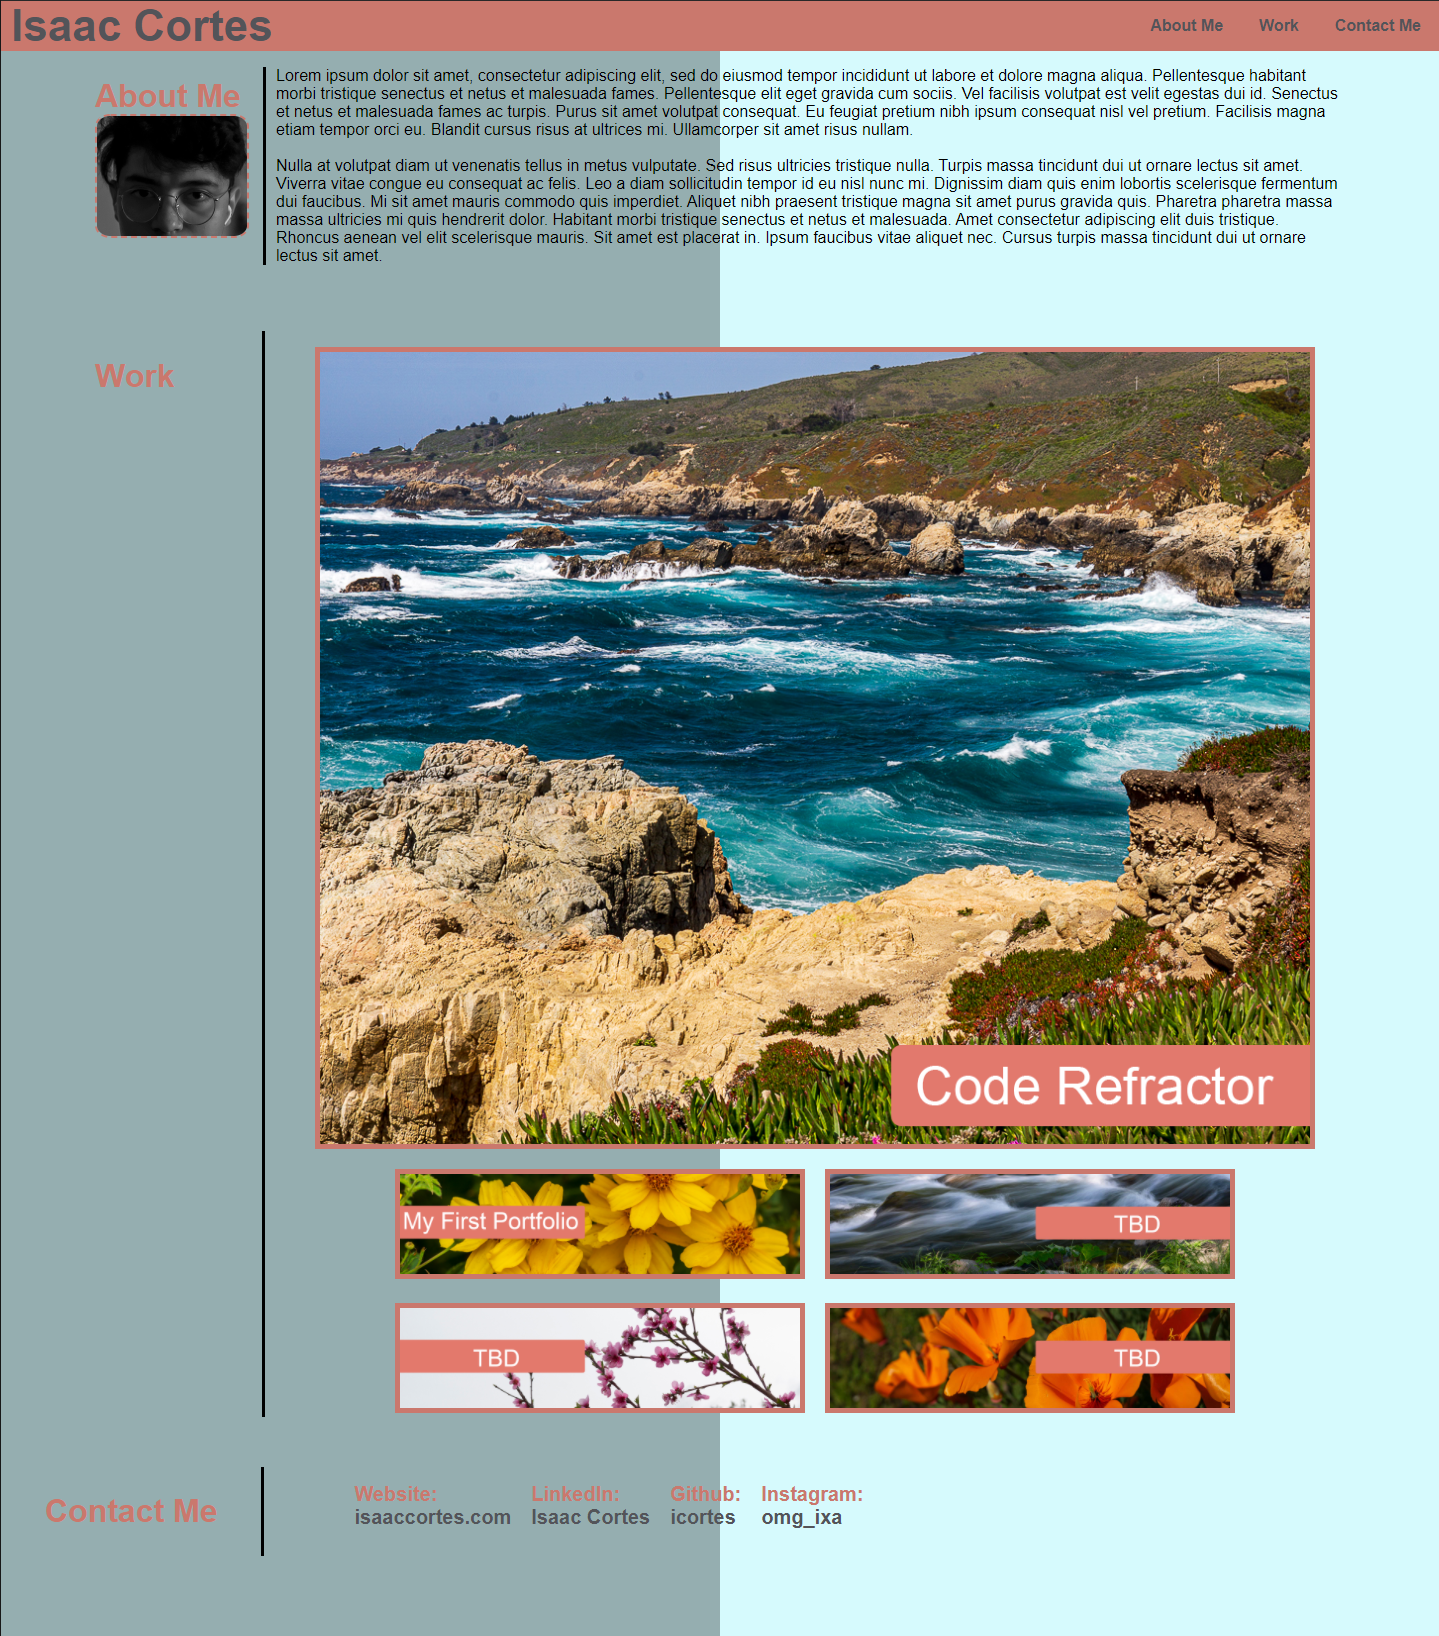 Isaac Cortes
About Me
Work
Contact Me
About Me
Lorem ipsum dolor sit amet, consectetur adipiscing elit, sed do eiusmod tempor incididunt ut labore et dolore magna aliqua. Pellentesque habitant
morbi tristique senectus et netus et malesuada fames. Pellentesque elit eget gravida cum sociis. Vel facilisis volutpat est velit egestas dui id. Senectus
et netus et malesuada fames ac turpis. Purus sit amet volutpat consequat. Eu feugiat pretium nibh ipsum consequat nisl vel pretium. Facilisis magna
etiam tempor orci eu. Blandit cursus risus at ultrices mi. Ullamcorper sit amet risus nullam.
Nulla at volutpat diam ut venenatis tellus in metus vulputate. Sed risus ultricies tristique nulla. Turpis massa tincidunt dui ut ornare lectus sit amet.
Viverra vitae congue eu consequat ac felis. Leo a diam sollicitudin tempor id eu nisl nunc mi. Dignissim diam quis enim lobortis scelerisque fermentum
dui faucibus. Mi sit amet mauris commodo quis imperdiet. Aliquet nibh praesent tristique magna sit amet purus gravida quis. Pharetra pharetra massa
massa ultricies mi quis hendrerit dolor. Habitant morbi tristique senectus et netus et malesuada. Amet consectetur adipiscing elit duis tristique.
Rhoncus aenean vel elit scelerisque mauris. Sit amet est placerat in. Ipsum faucibus vitae aliquet nec. Cursus turpis massa tincidunt dui ut ornare
lectus sit amet.
Work
Code Refractor
My First Portfolio
TBD
TBD
TBD
Contact Me
Website:
isaaccortes.com
LinkedIn:
Isaac Cortes
Github:
icortes
Instagram:
omg_ixa